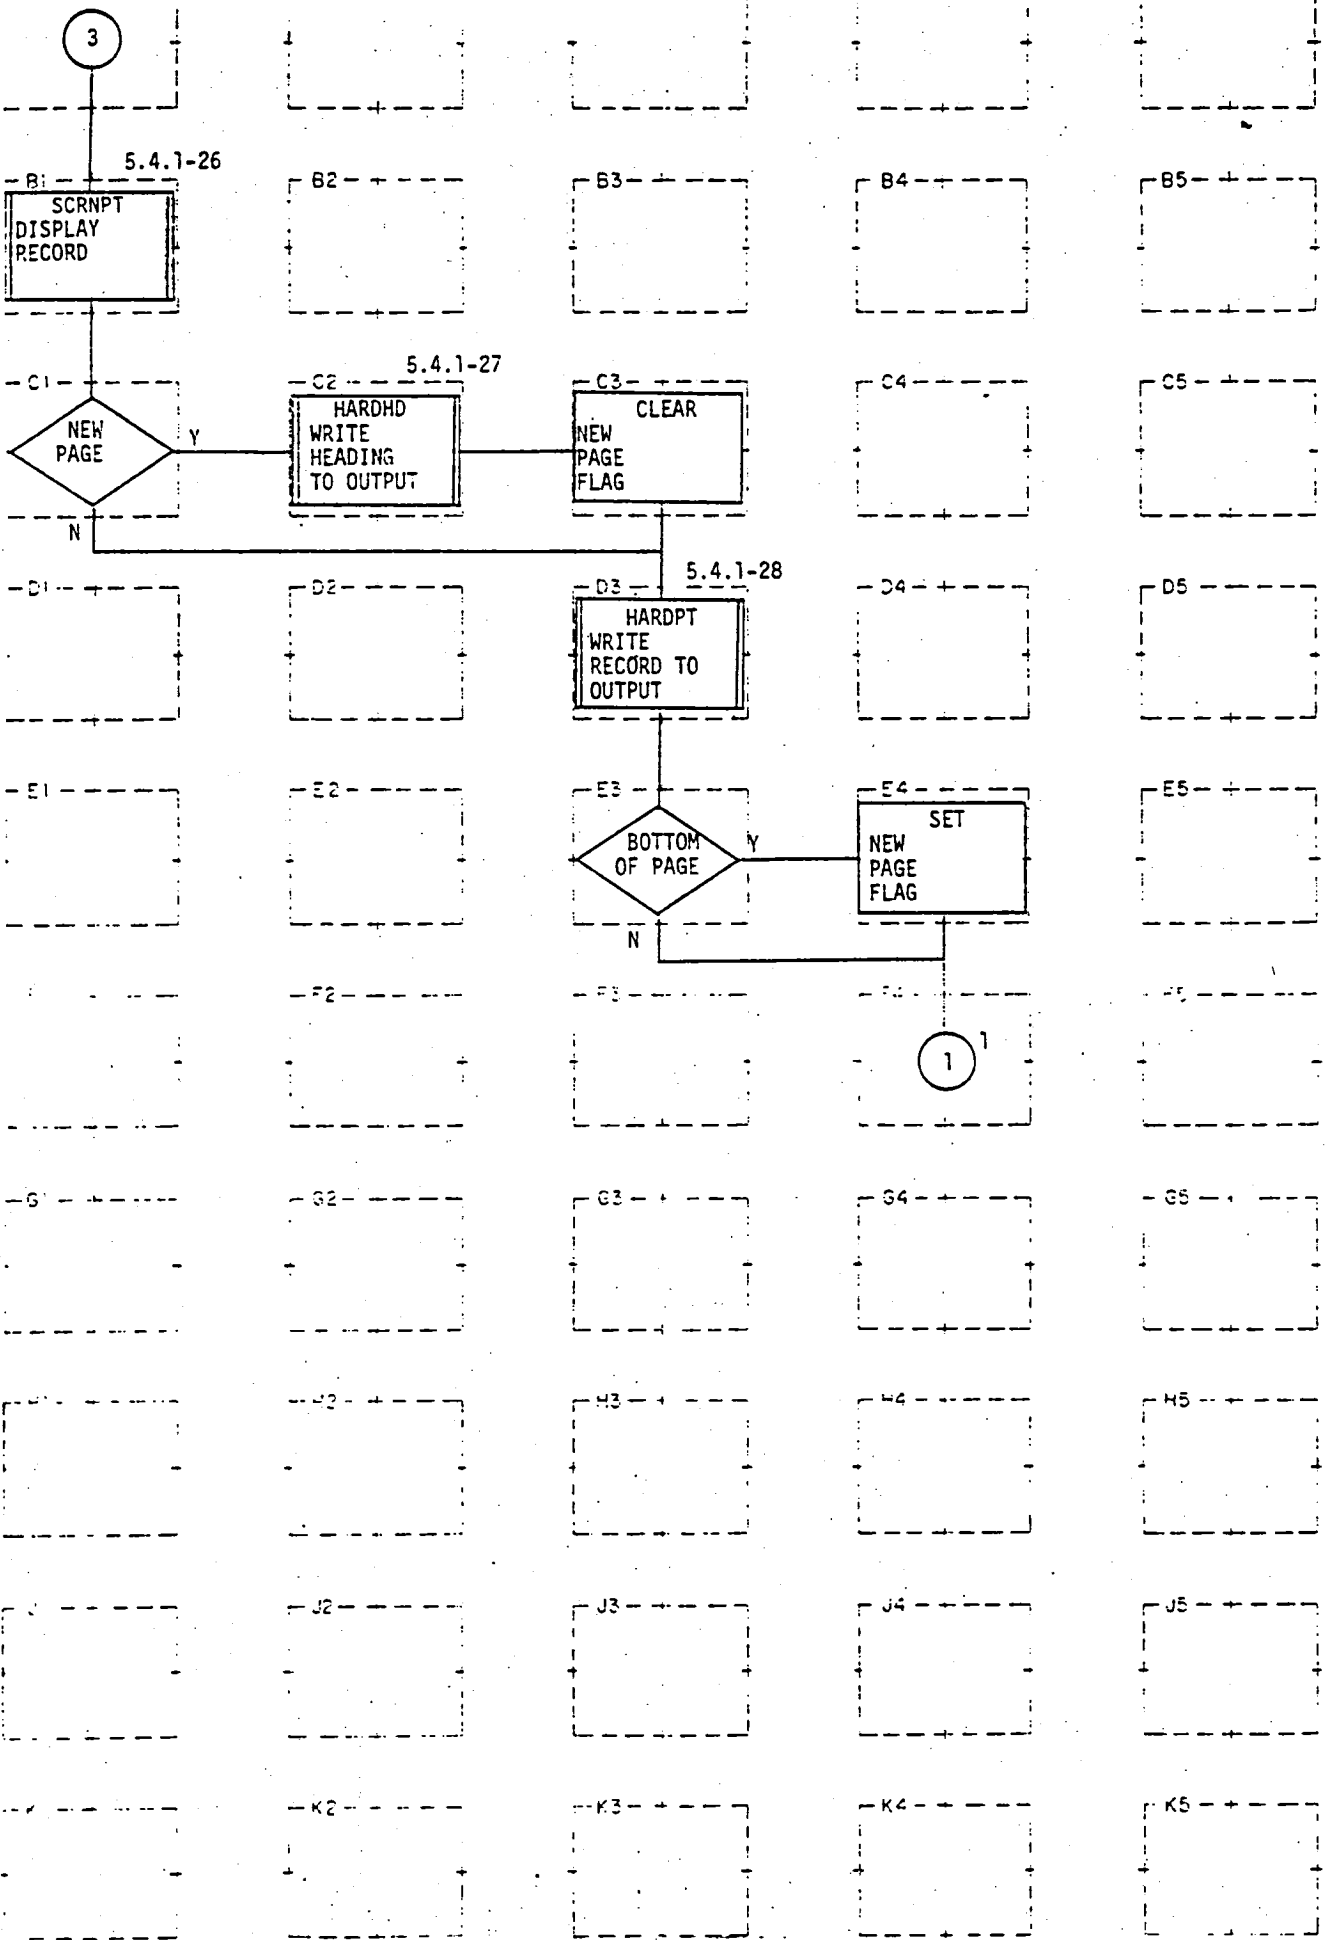 3
5.4.1-26
B1
B2
B3
B4
B5
SCRNPT
DISPLAY
RECORD
5.4.1-27
C1
C2
C3
C4
C5
NEW
PAGE
Y
N
HARDHD
WRITE
HEADING
TO OUTPUT
CLEAR
NEW
PAGE
FLAG
5.4.1-28
D1
D2
D3
D4
D5
HARDPT
WRITE
RECORD TO
OUTPUT
E1
E2
E3
E4
E5
BOTTOM
OF PAGE
Y
N
SET
NEW
PAGE
FLAG
F2
F3
F4
F5
1
1
G2
G3
G4
G5
H3
H4
H5
J2
J3
J4
J5
K2
K3
K4
K5